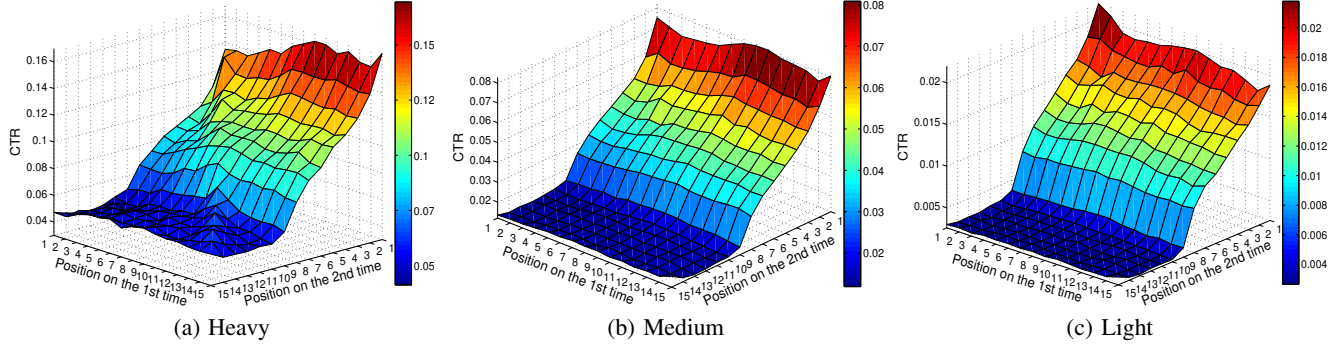 0.16
0.14
0.12
0.1
0.08
0.06
0.04
CTR
1 2 3 4 5 6 7 8 9 10 11 12 13 14 15
Position on the 1st time
15 14 13 12 11 10 9 8 7 6 5 4 3 2 1
Position on the 2nd time
0.15
0.12
0.1
0.07
0.05
(a) Heavy
0.08
0.07
0.06
0.05
0.04
0.03
0.02
CTR
1 2 3 4 5 6 7 8 9 10 11 12 13 14 15
Position on the 1st time
15 14 13 12 11 10 9 8 7 6 5 4 3 2 1
Position on the 2nd time
0.08
0.07
0.06
0.05
0.04
0.03
0.02
(b) Medium
0.02
0.015
0.01
0.005
CTR
1 2 3 4 5 6 7 8 9 10 11 12 13 14 15
Position on the 1st time
15 14 13 12 11 10 9 8 7 6 5 4 3 2 1
Position on the 2nd time
0.02
0.018
0.016
0.014
0.012
0.01
0.008
0.006
0.004
(c) Light